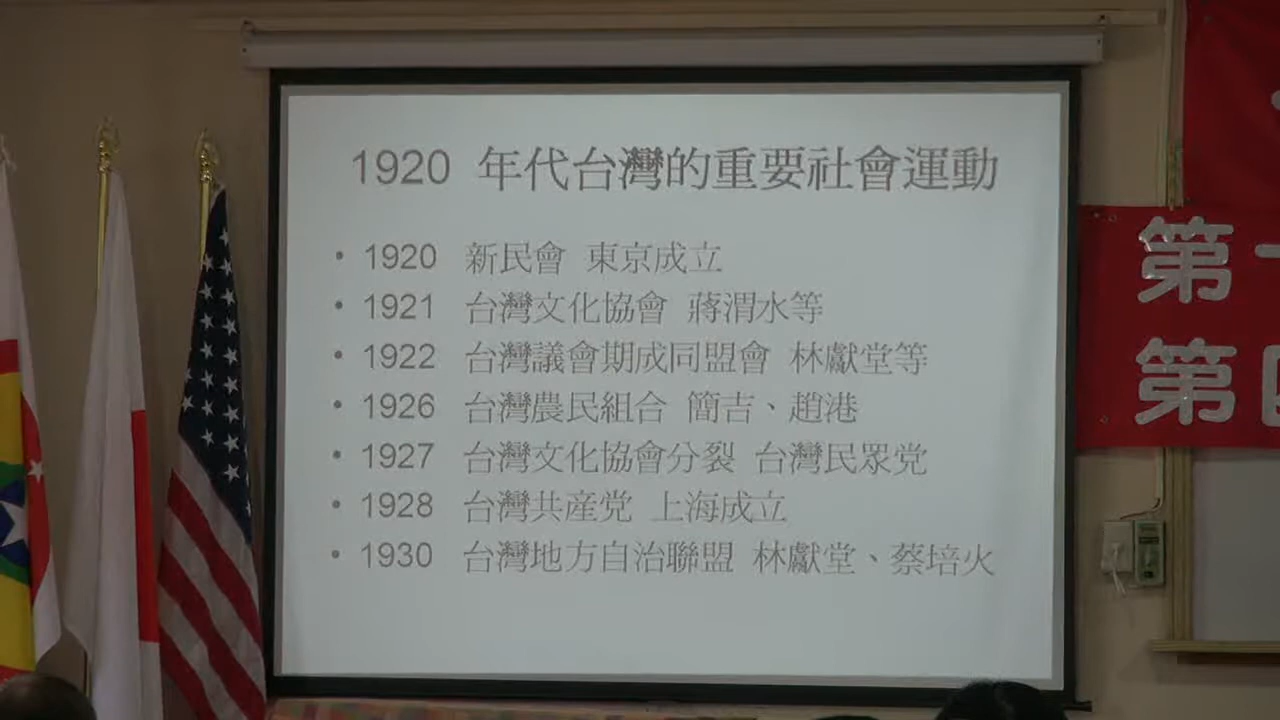 1920 年代台灣的重要社會運動
• 1920 新民會 東京成立
• 1921 台灣文化協會 蔣渭水等
• 1922 台灣議會期成同盟會 林獻堂等
• 1926 台灣農民組合 簡吉、趙港
• 1927 台灣文化協會分裂 台灣民眾党
• 1928 台灣共産党 上海成立
• 1930 台灣地方自治聯盟 林獻堂、蔡培火
第
第